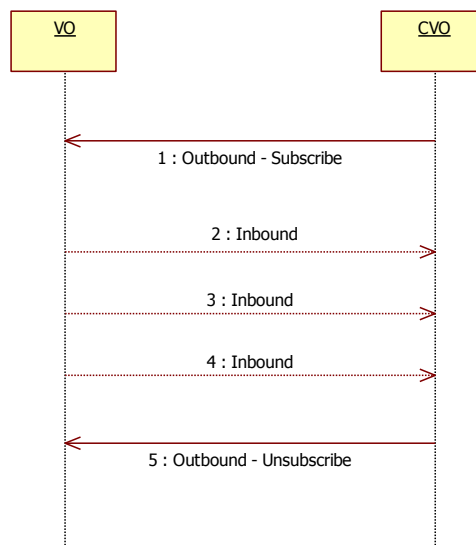 VO
CVO
1 : Outbound - Subscribe
2 : Inbound
3 : Inbound
4 : Inbound
5 : Outbound - Unsubscribe